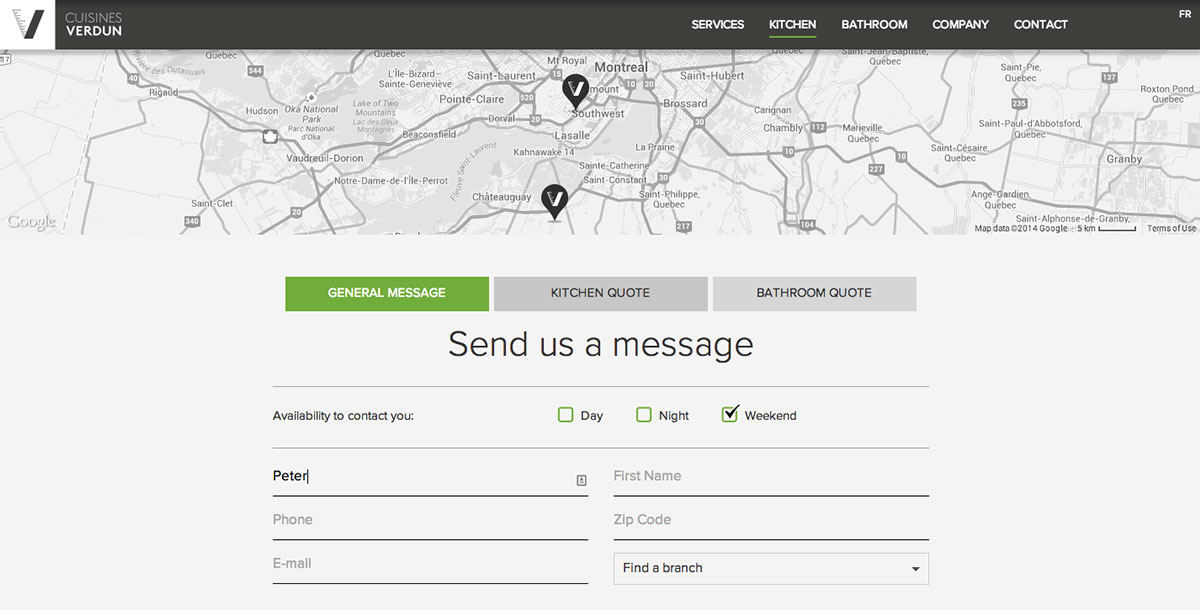 CUISINES
VERDUN
SERVICES
KITCHEN
BATHROOM
COMPANY
CONTACT
FR
Quebec
Mt Royal
Montreal
Saint-Jean-Baptiste,
Quebec
Saint-Pie,
Quebec
Rivière des Outaouais
40
344
L'Île-Bizard–
Sainte-Geneviève
Saint-Laurent
15
Saint-Hubert
137
Rigaud
Roxton Pond,
Quebec
Hudson
Oka National
Park
Parc National
d'Oka
Lake of Two
Mountains
Lac des Deux
Montagnes
Pointe-Claire
520
mount
10
20
Brossard
235
Dorval
20
Southwest
Carignan
30
Beaconsfield
Lasalle
Chambly
112
Marieville,
Quebec
Saint-Paul-d'Abbotsford,
Quebec
Vaudreuil-Dorion
Kahnawake 14
La Prairie
10
10
Saint-Césaire,
Quebec
Granby
Fleuve Saint-Laurent
Sainte-Catherine
227
Notre-Dame-de-l'Île-Perrot
Saint-Constant
30
Saint-Clet
Châteauguay
Saint-Philippe,
Quebec
Ange-Gardien,
Quebec
Google
340
20
217
104
Saint-Alphonse-de-Granby,
Map data ©2014 Google
5 km
Terms of Use
GENERAL MESSAGE
KITCHEN QUOTE
BATHROOM QUOTE
Send us a message
Availability to contact you:
Day
Night
Weekend
Peter
First Name
Phone
Zip Code
E-mail
Find a branch